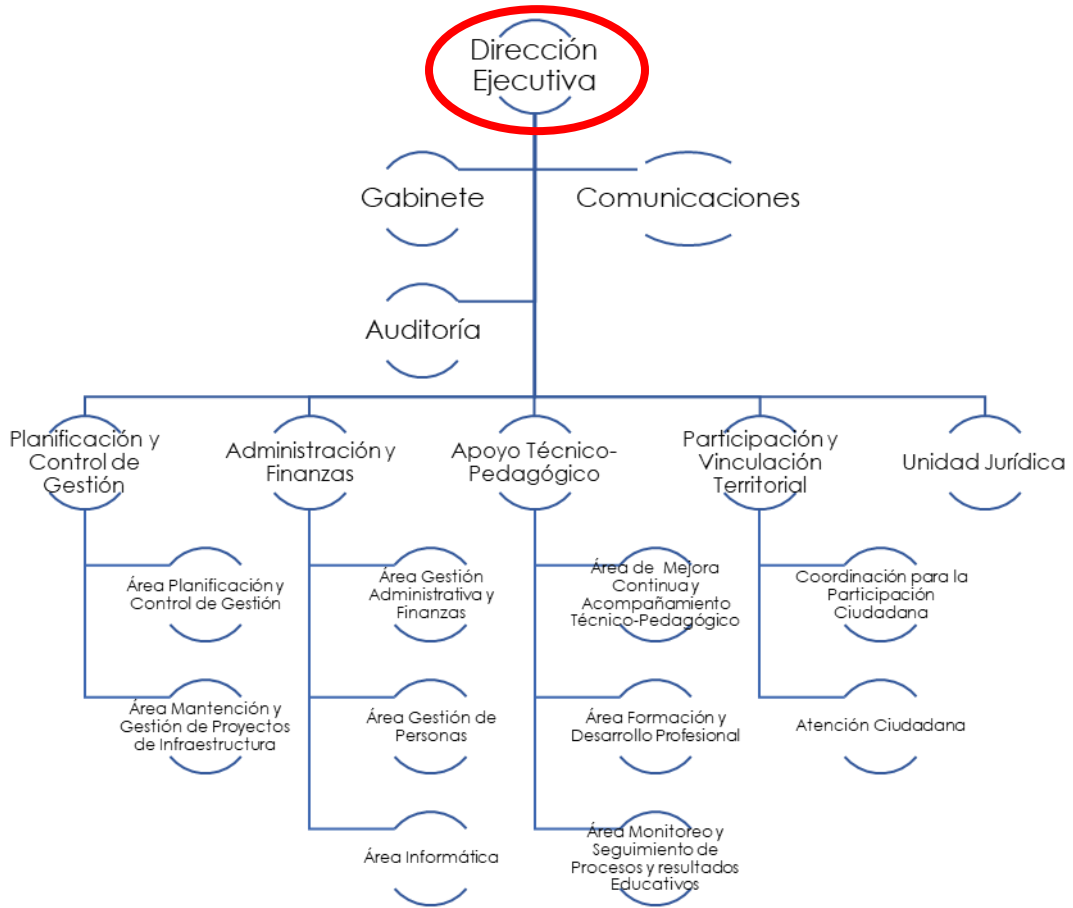 Dirección
Ejecutiva
Gabinete
Comunicaciones
Auditoría
Planificación y
Control de
Gestión
Administración y
Finanzas
Apoyo Técnico-
Pedagógico
Participación y
Vinculación
Territorial
Unidad Jurídica
Área Planificación y
Control de Gestión
Área Gestión
Administrativa y
Finanzas
Área de Mejora
Continua y
Acompañamiento
Técnico-Pedagógico
Coordinación para la
Participación
Ciudadana
Área Mantención y
Gestión de Proyectos
de Infraestructura
Área Gestión de
Personas
Área Formación y
Desarrollo Profesional
Atención Ciudadana
Área Informática
Área Monitoreo y
Seguimiento de
Procesos y resultados
Educativos